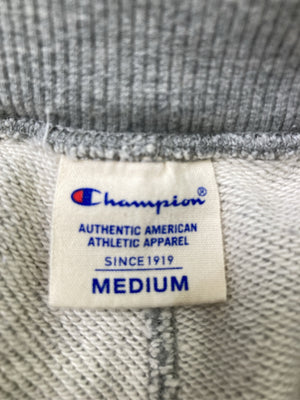 Champion®
AUTHENTIC AMERICAN
ATHLETIC APPAREL
SINCE 1919
MEDIUM